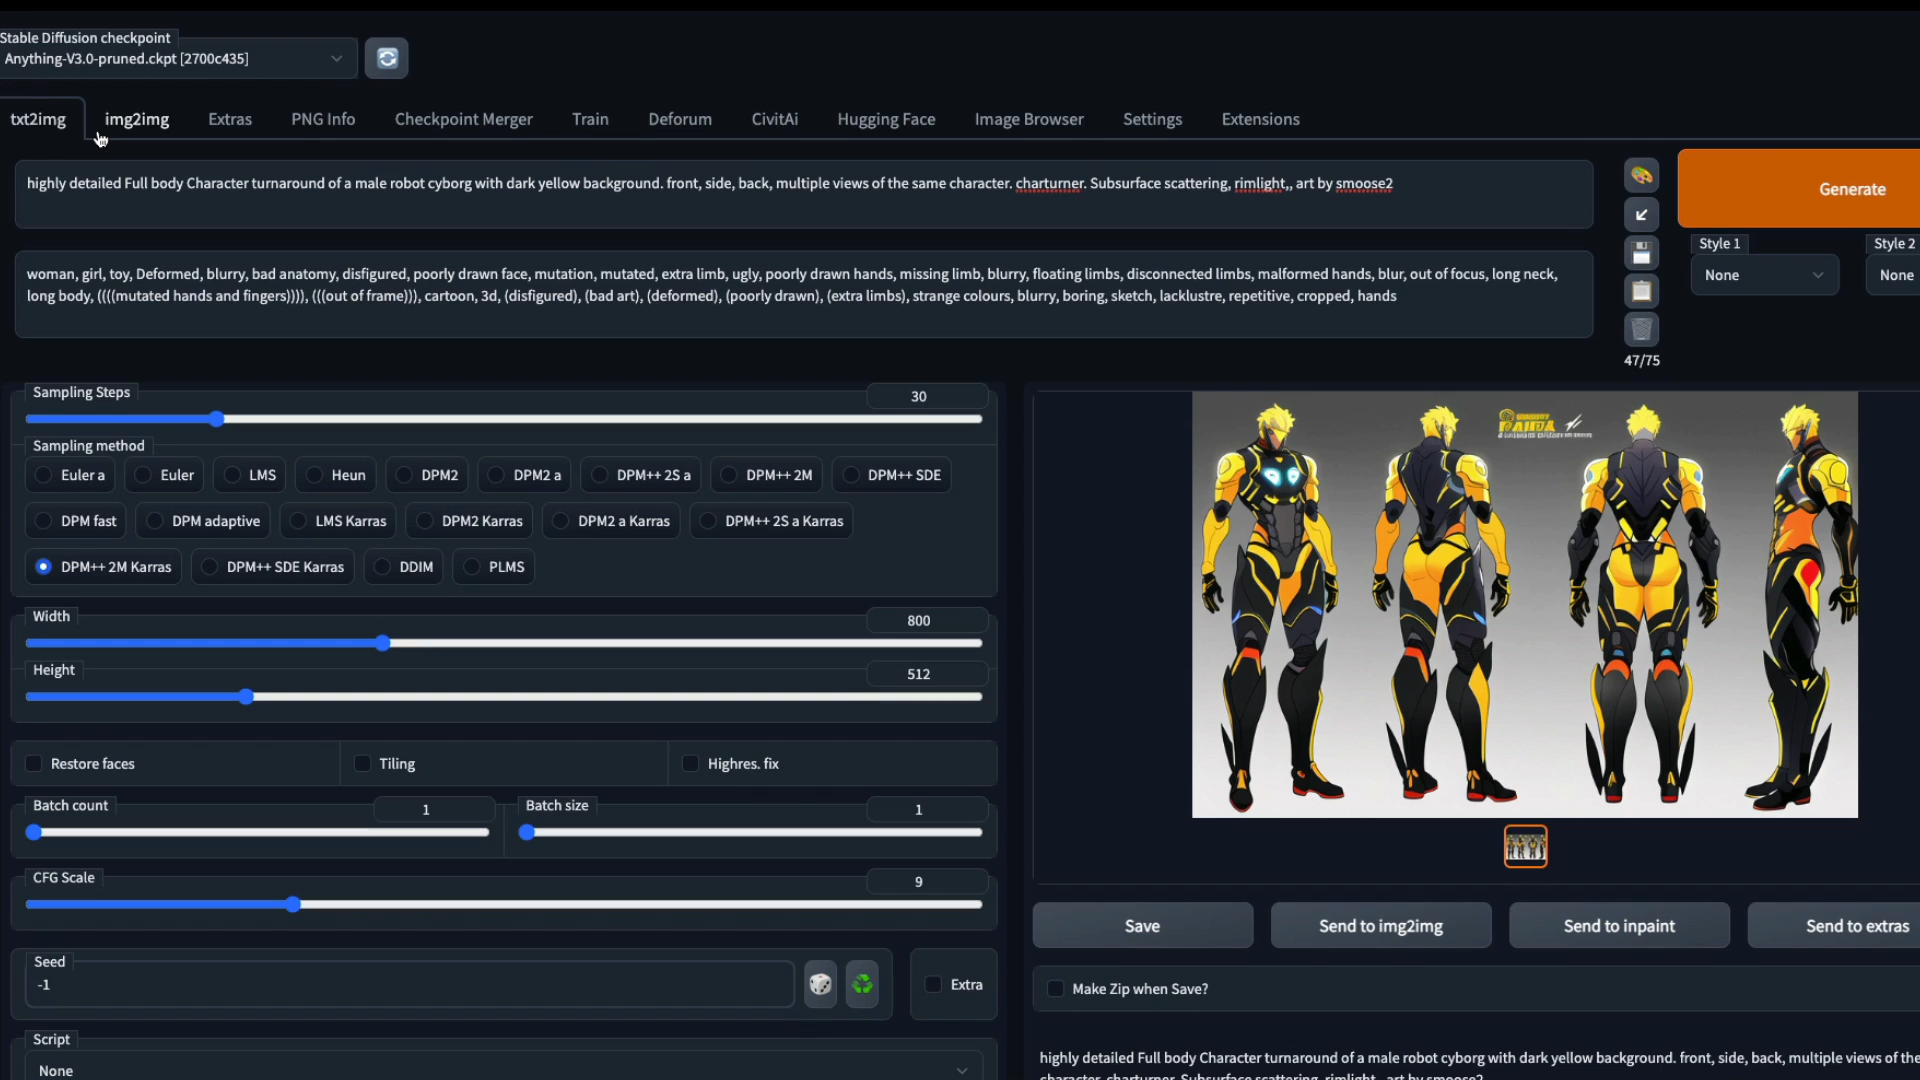 Stable Diffusion checkpoint
Anything-V3.0-pruned.ckpt [2700c435]
txt2img img2img Extras PNG Info Checkpoint Merger Train Deforum CivitAi Hugging Face Image Browser Settings Extensions
highly detailed Full body Character turnaround of a male robot cyborg with dark yellow background. front, side, back, multiple views of the same character. charturner. Subsurface scattering, rimlight,, art by smoose2
Generate
woman, girl, toy, Deformed, blurry, bad anatomy, disfigured, poorly drawn face, mutation, mutated, extra limb, ugly, poorly drawn hands, missing limb, blurry, floating limbs, disconnected limbs, malformed hands, blur, out of focus, long neck,
long body, ((((mutated hands and fingers)))), (((out of frame))), cartoon, 3d, (disfigured), (bad art), (deformed), (poorly drawn), (extra limbs), strange colours, blurry, boring, sketch, lacklustre, repetitive, cropped, hands
Style 1 Style 2
None None
47/75
Sampling Steps 30
Sampling method
Euler a Euler LMS Heun DPM2 DPM2 a DPM++ 2S a DPM++ 2M DPM++ SDE
DPM fast DPM adaptive LMS Karras DPM2 Karras DPM2 a Karras DPM++ 2S a Karras
DPM++ 2M Karras DPM++ SDE Karras DDIM PLMS
Width 800
Height 512
Restore faces Tiling Highres. fix
Batch count 1 Batch size 1
CFG Scale 9
Seed
-1
Extra
Script
None
Save Send to img2img Send to inpaint Send to extras
Make Zip when Save?
highly detailed Full body Character turnaround of a male robot cyborg with dark yellow background. front, side, back, multiple views of the
character. charturner. Subsurface scattering, rimlight,, art by smoose2